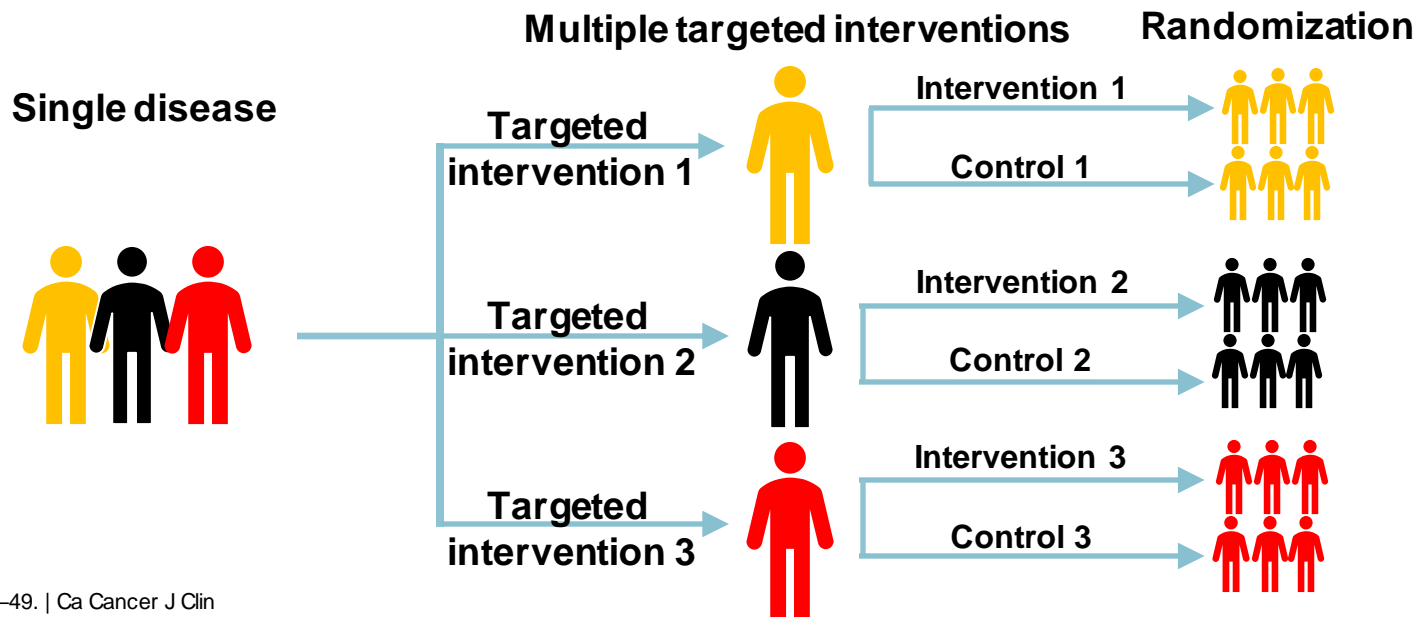 Multiple targeted interventions
Randomization
Single disease
Targeted
intervention 1
Intervention 1
Control 1
Targeted
intervention 2
Intervention 2
Control 2
Targeted
intervention 3
Intervention 3
Control 3
–49. | Ca Cancer J Clin